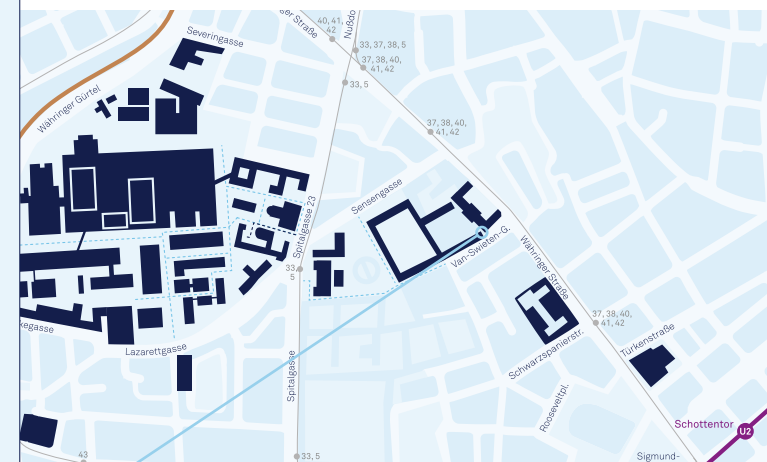 ger Straße
40, 41,
42
Nußdo
Severingasse
33, 37, 38, 5
37, 38, 40,
41, 42
33, 5
Währinger Gürtel
37, 38, 40,
41, 42
Sensengasse
Spitalgasse 23
Van-Swieten-G.
Währinger Straße
33,
5
37, 38, 40,
41, 42
kegasse
Türkenstraße
Lazarettgasse
Schwarzspanierstr.
Spitalgasse
Rooseveltpl.
Schottentor
U2
43
33, 5
Sigmund-